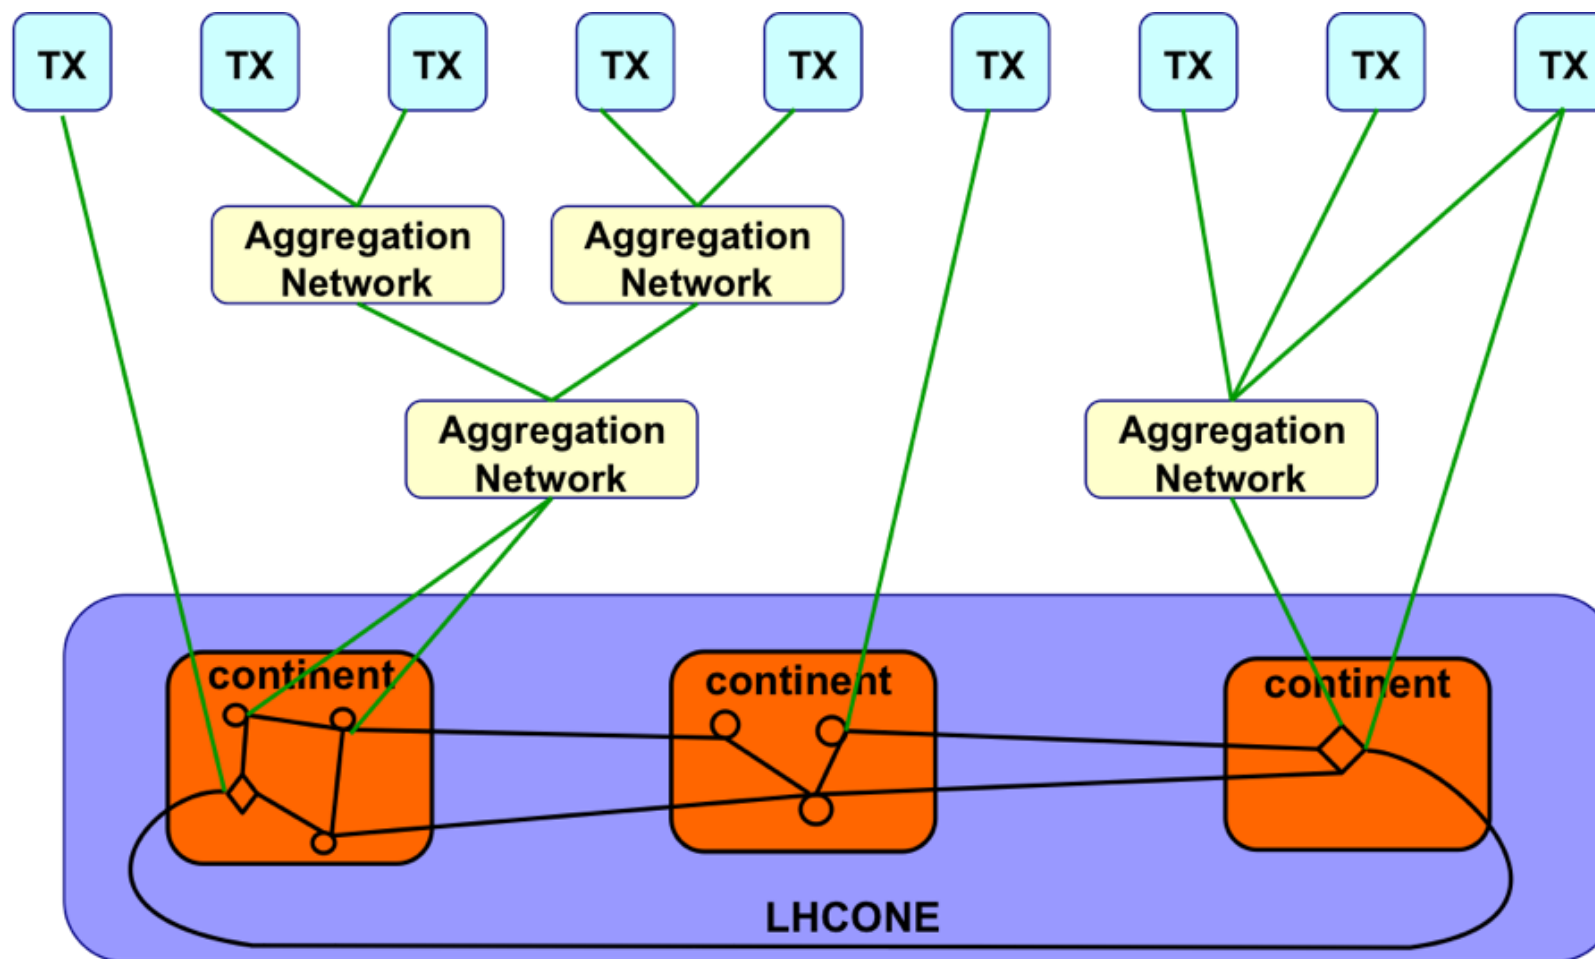 TX
TX
TX
TX
TX
TX
TX
TX
TX
Aggregation
Network
Aggregation
Network
Aggregation
Network
Aggregation
Network
continent
continent
continent
LHCONE